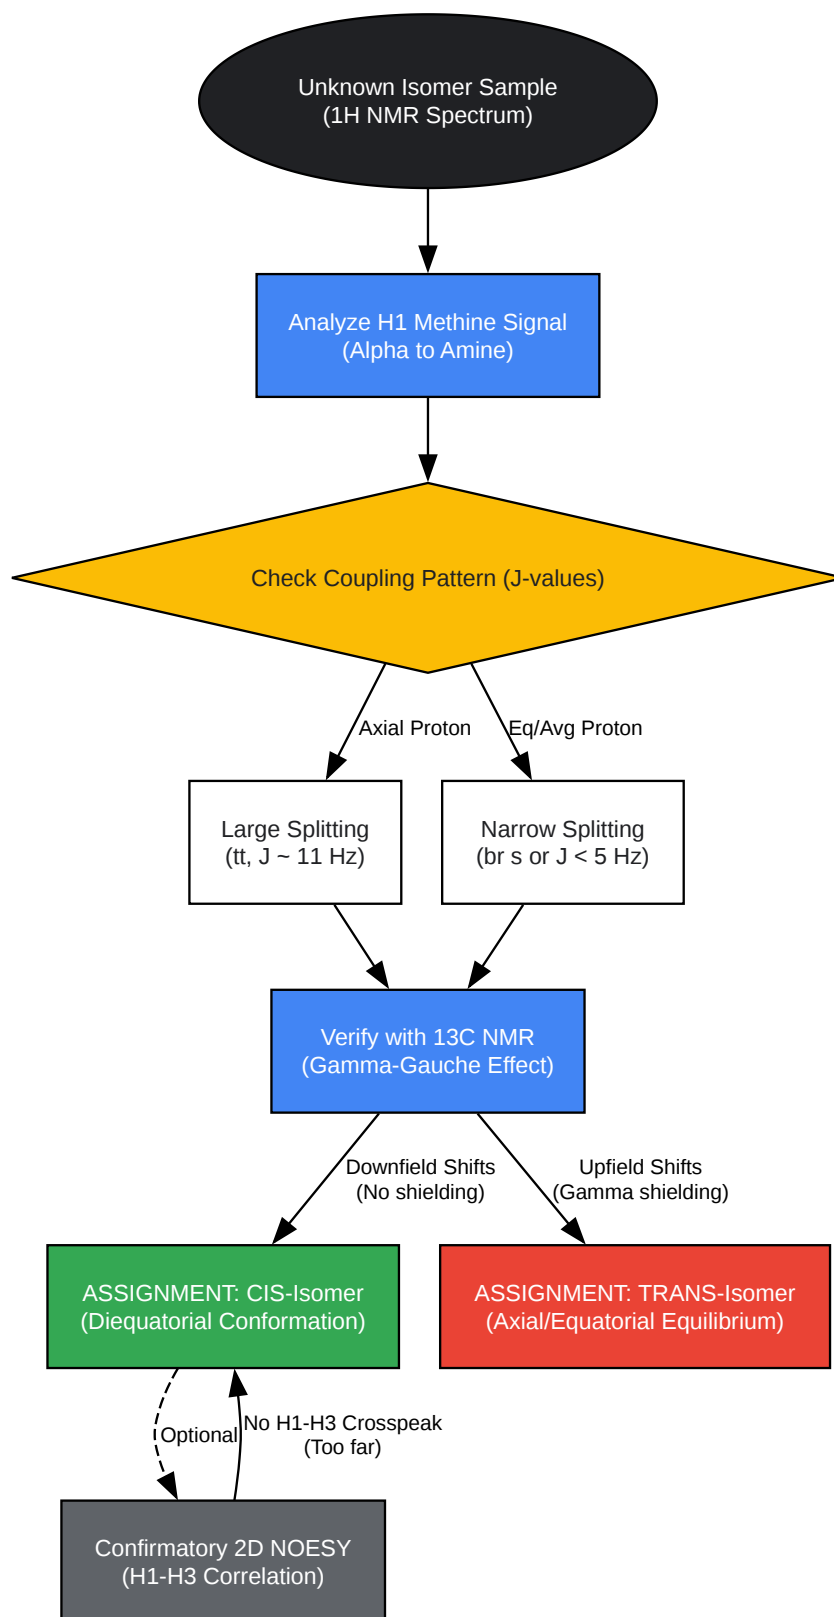 Unknown Isomer Sample
(1H NMR Spectrum)
Analyze H1 Methine Signal
(Alpha to Amine)
Check Coupling Pattern (J-values)
Axial Proton
Eq/Avg Proton
Large Splitting
(tt, J ~ 11 Hz)
Narrow Splitting
(br s or J < 5 Hz)
Verify with 13C NMR
(Gamma-Gauche Effect)
Downfield Shifts
(No shielding)
Upfield Shifts
(Gamma shielding)
ASSIGNMENT: CIS-Isomer
(Diequatorial Conformation)
ASSIGNMENT: TRANS-Isomer
(Axial/Equatorial Equilibrium)
Optional
No H1-H3 Crosspeak
(Too far)
Confirmatory 2D NOESY
(H1-H3 Correlation)